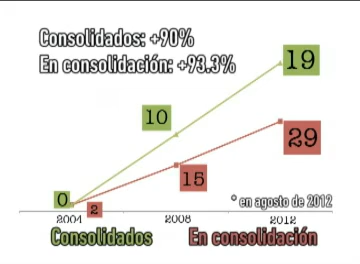 Consolidados: +90%
En consolidación: +93.3%
19
10
29
15
0
2
* en agosto de 2012
2004 2008 2012
Consolidados En consolidación